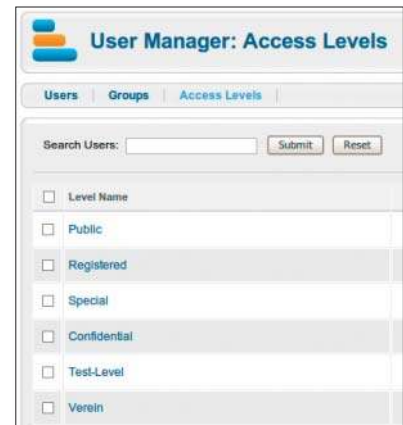 User Manager: Access Levels
Users Groups Access Levels
Search Users: Submit Reset
Level Name
Public
Registered
Special
Confidential
Test-Level
Verein